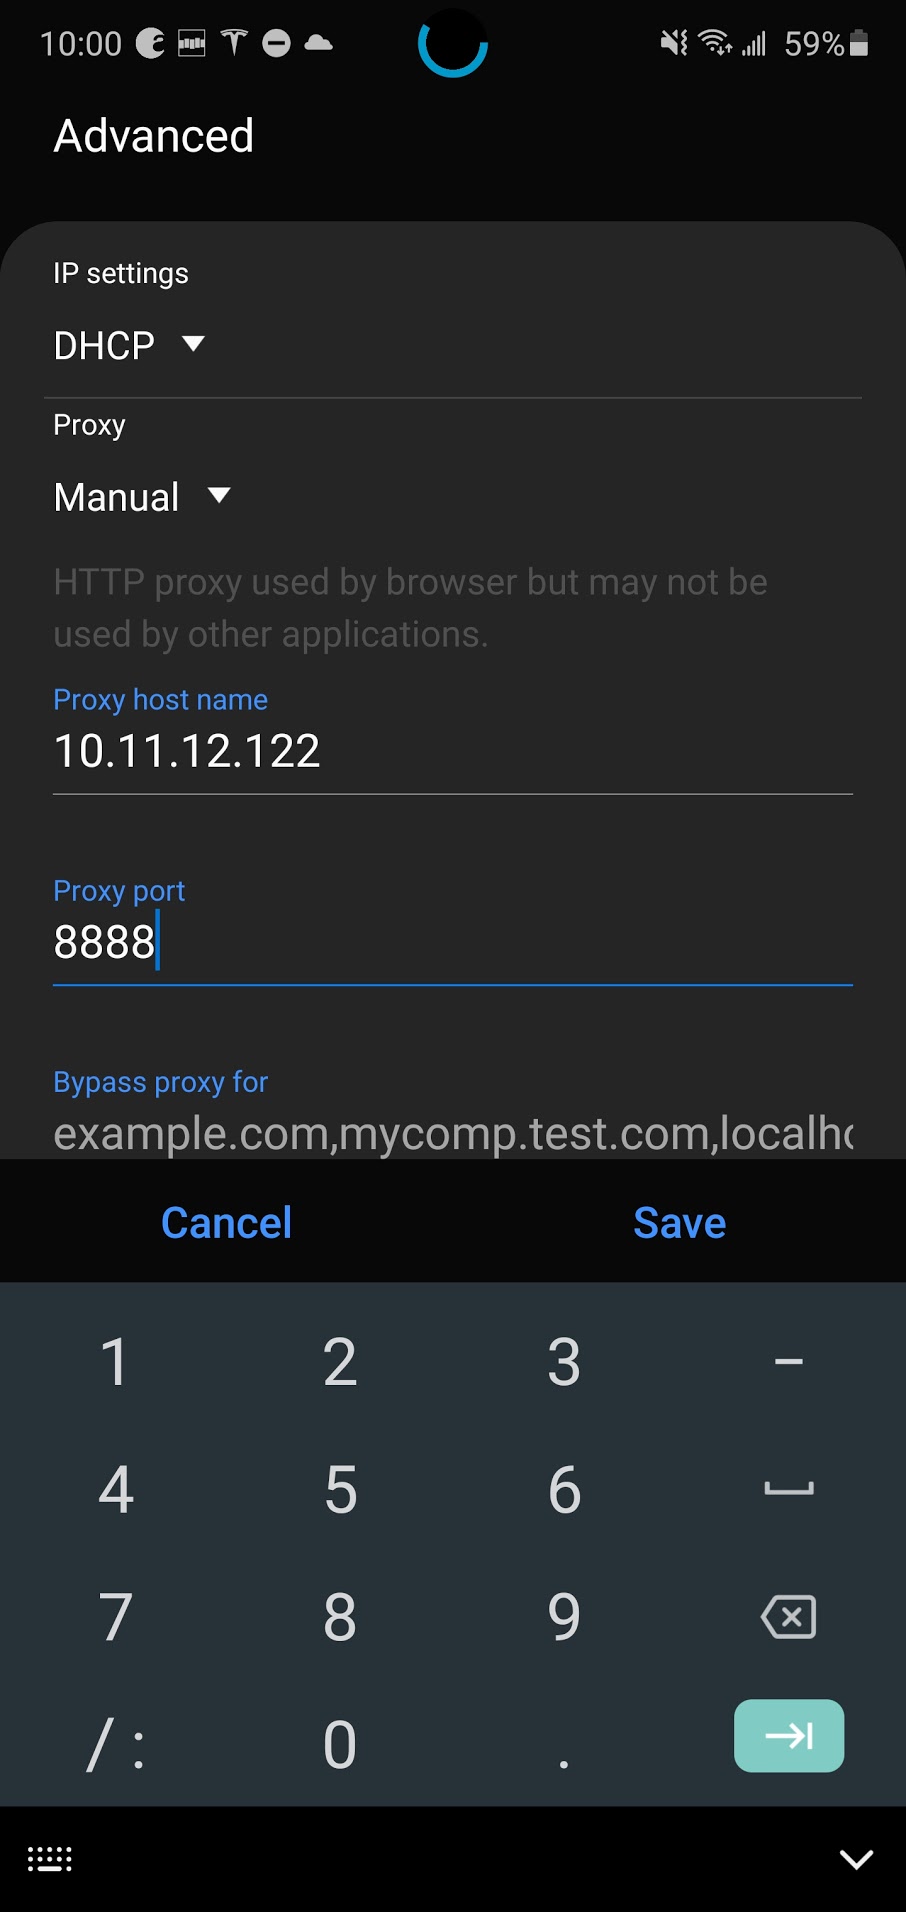 10:00
59%
Advanced
IP settings
DHCP
Proxy
Manual
HTTP proxy used by browser but may not be
used by other applications.
Proxy host name
10.11.12.122
Proxy port
8888
Bypass proxy for
example.com,mycomp.test.com,localho
Cancel Save
1 2 3 –
4 5 6
7 8 9
/ : 0 .